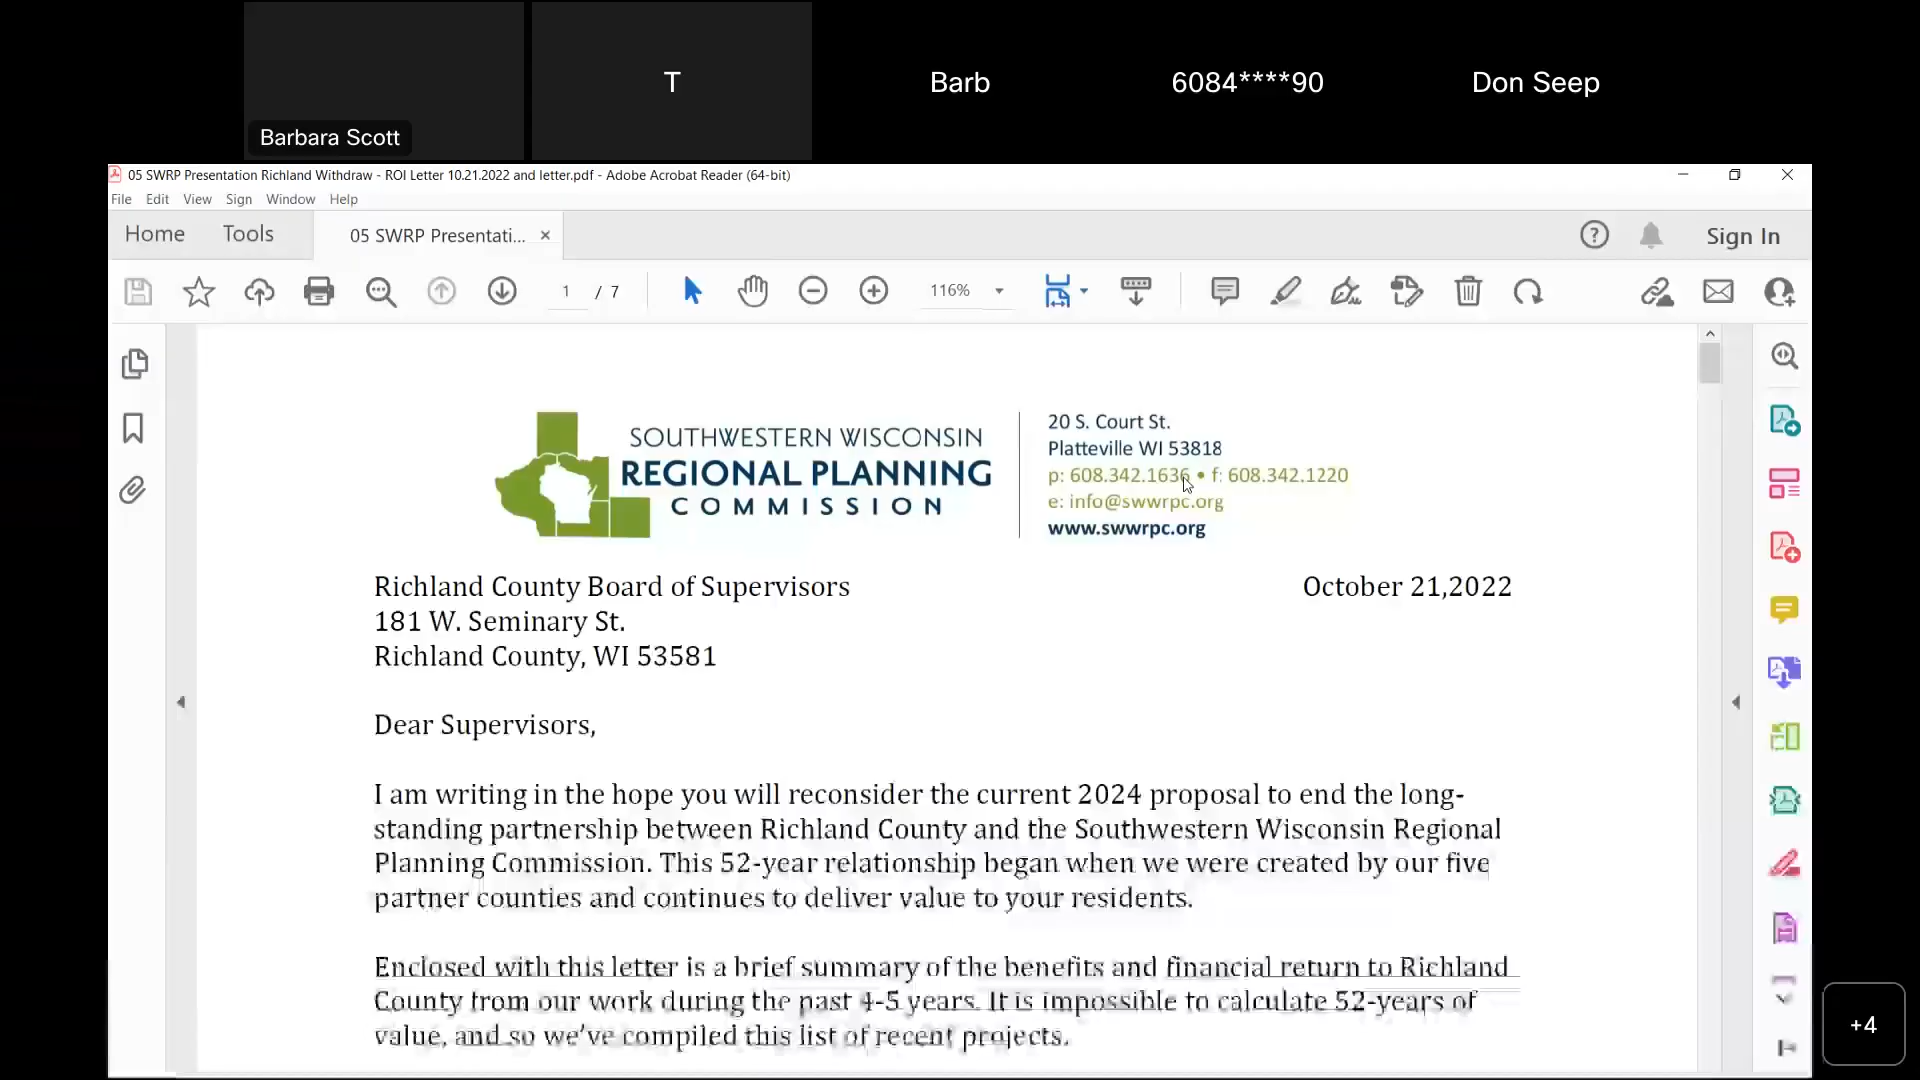 T
Barb
6084****90
Don Seep
Barbara Scott
05 SWRP Presentation Richland Withdraw - ROI Letter 10.21.2022 and letter.pdf - Adobe Acrobat Reader (64-bit)
File Edit View Sign Window Help
Home Tools 05 SWRP Presentati... × Sign In
1 / 7 116%
SOUTHWESTERN WISCONSIN
REGIONAL PLANNING
COMMISSION
20 S. Court St.
Platteville WI 53818
p: 608.342.1636 • f: 608.342.1220
e: info@swwrpc.org
www.swwrpc.org
Richland County Board of Supervisors October 21,2022
181 W. Seminary St.
Richland County, WI 53581
Dear Supervisors,
I am writing in the hope you will reconsider the current 2024 proposal to end the long-
standing partnership between Richland County and the Southwestern Wisconsin Regional
Planning Commission. This 52-year relationship began when we were created by our five
partner counties and continues to deliver value to your residents.
Enclosed with this letter is a brief summary of the benefits and financial return to Richland
County from our work during the past 4-5 years. It is impossible to calculate 52-years of
value, and so we've compiled this list of recent projects.
+4